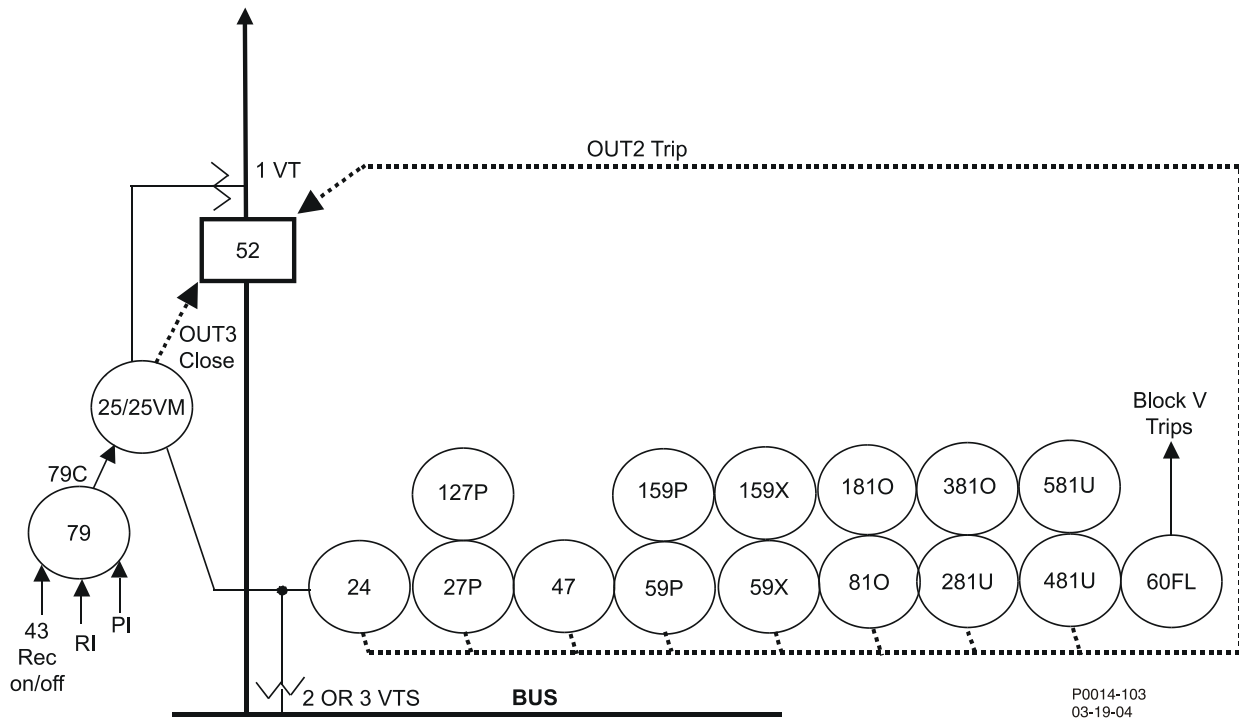 OUT2 Trip
1 VT
52
OUT3
Close
25/25VM
79C
79
43
Rec
on/off
RI
PI
Block V
Trips
127P
159P
159X
181O
381O
581U
24
27P
47
59P
59X
81O
281U
481U
60FL
2 OR 3 VTS
BUS
P0014-103
03-19-04